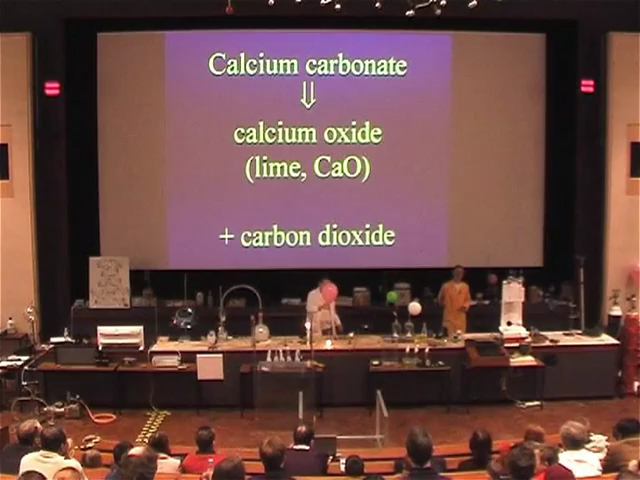 Calcium carbonate
⇓
calcium oxide
(lime, CaO)
+ carbon dioxide